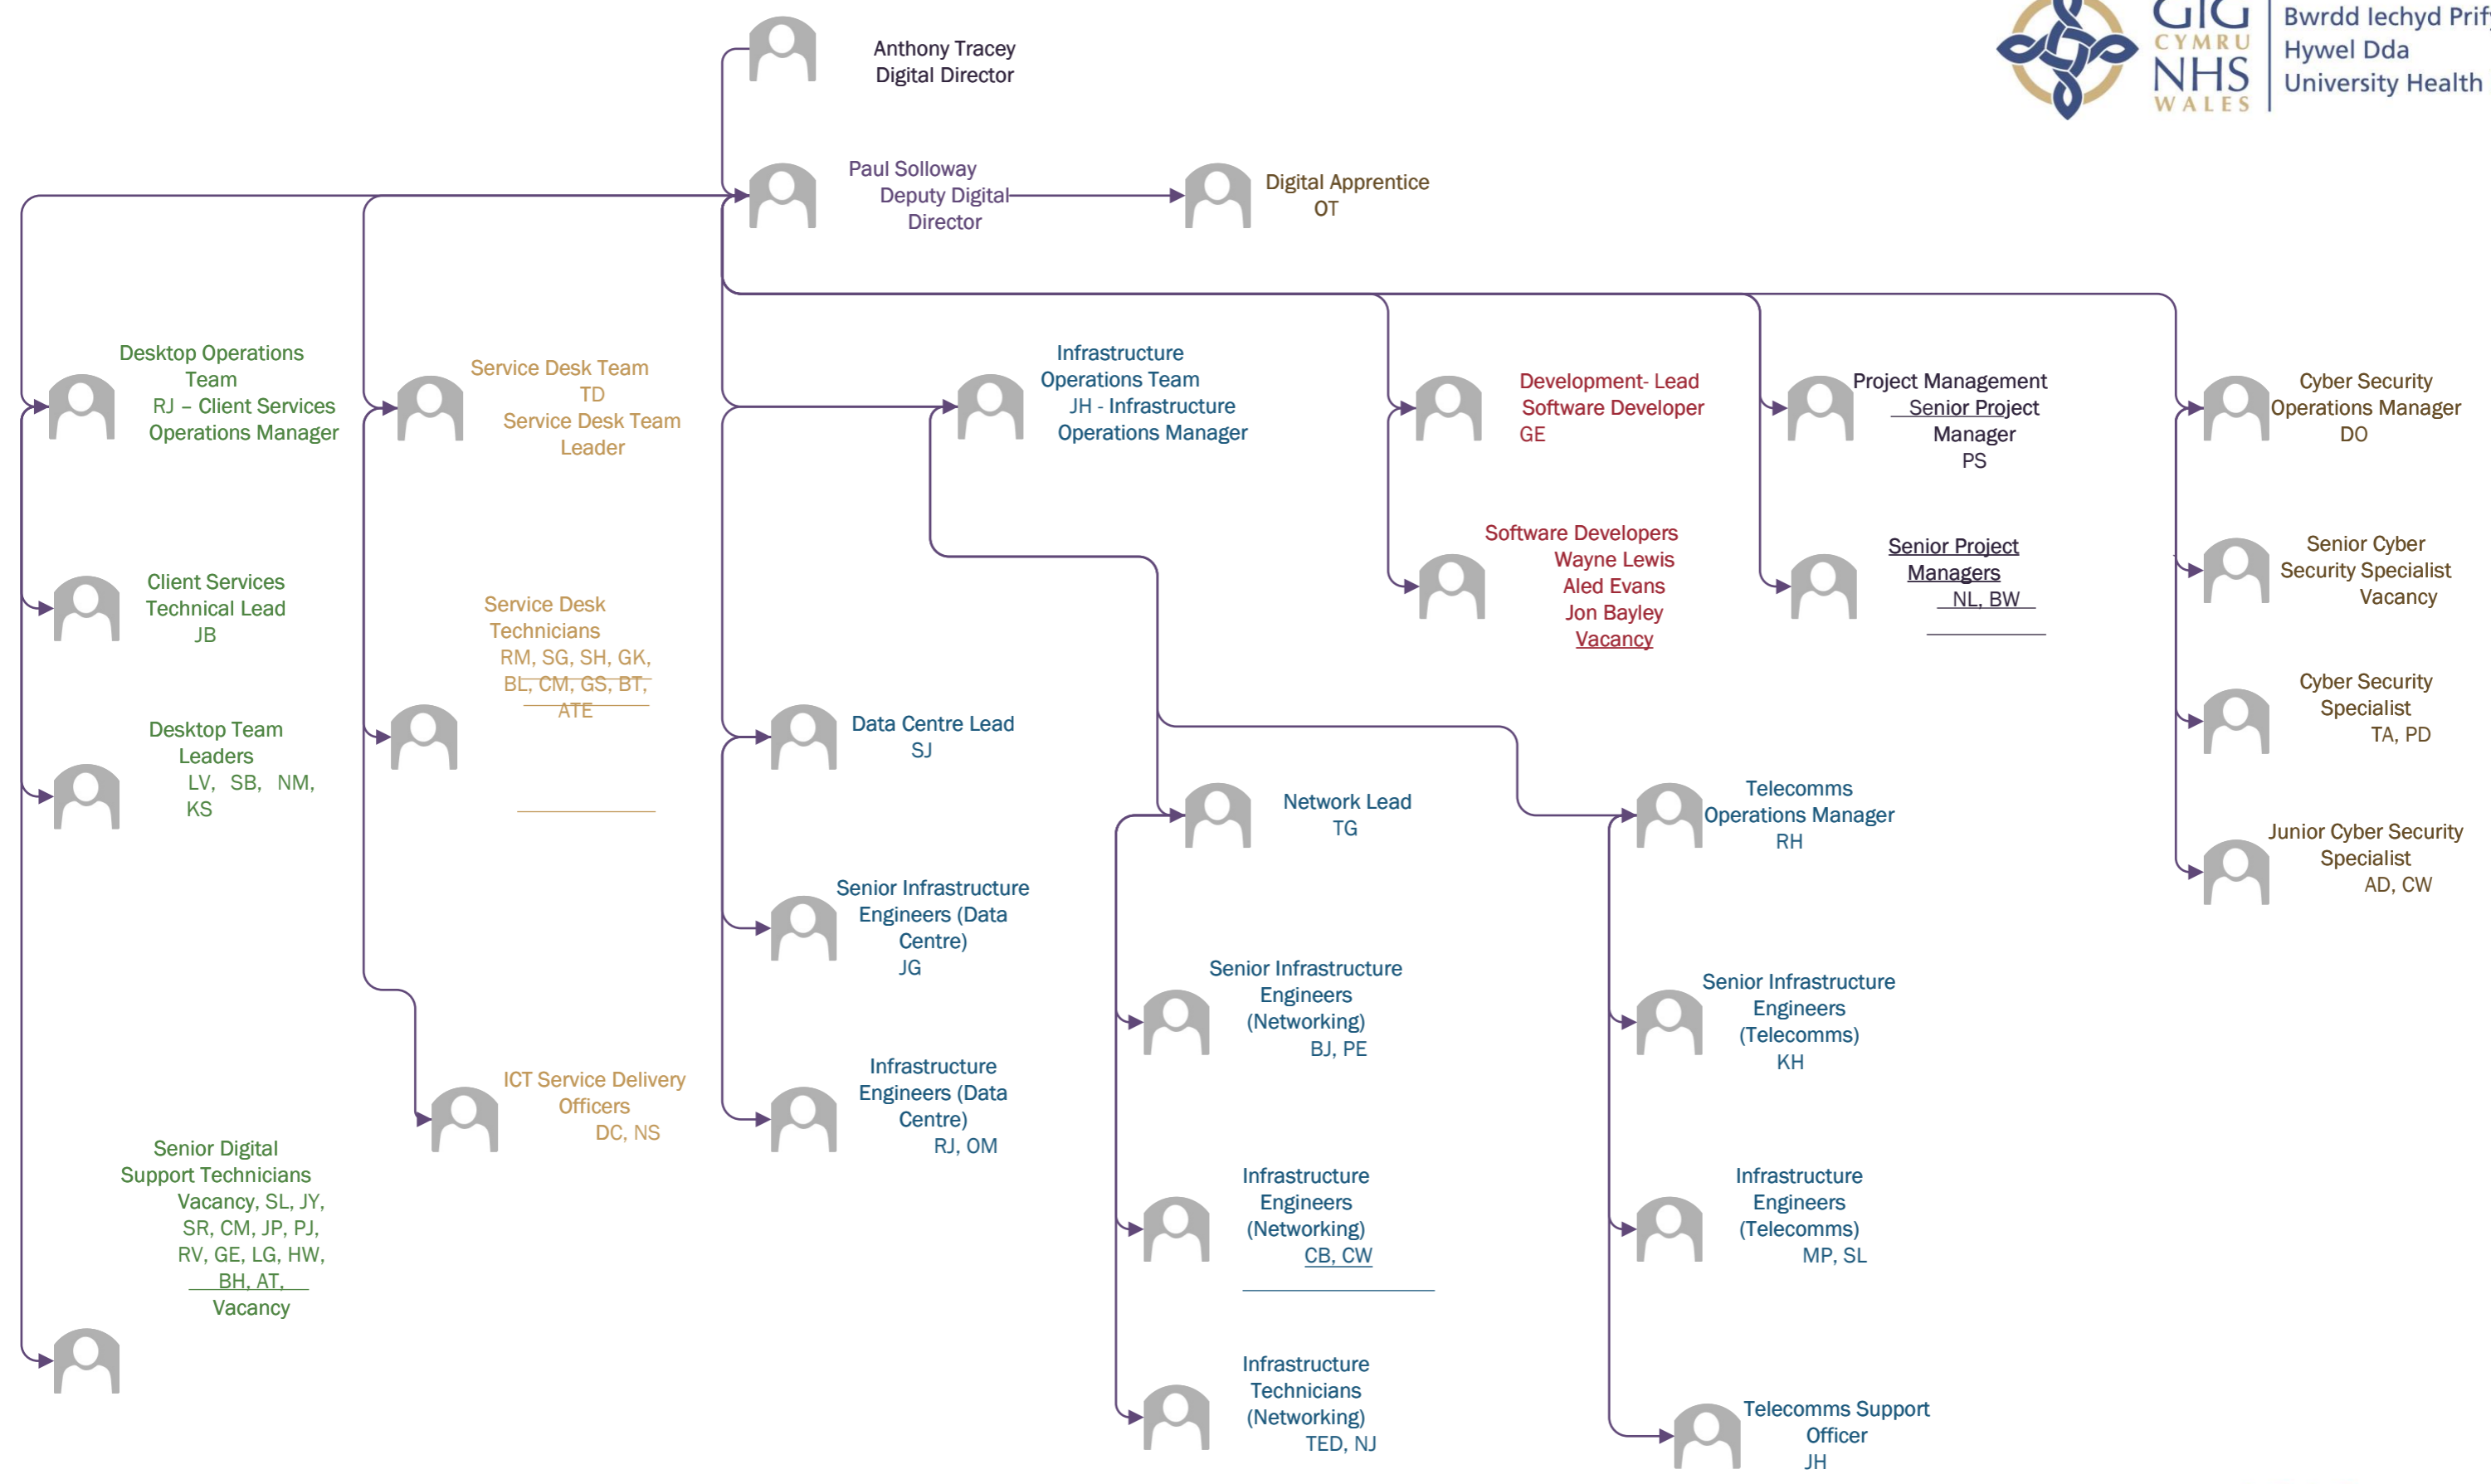 Anthony Tracey
Digital Director
GIG
CYMRU
NHS
WALES
Bwrdd Iechyd
Hywel Dda
University Health
Paul Solloway
Deputy Digital
Director
Digital Apprentice
OT
Desktop Operations
Team
RJ – Client Services
Operations Manager
Client Services
Technical Lead
JB
Desktop Team
Leaders
LV, SB, NM,
KS
Senior Digital
Support Technicians
Vacancy, SL, JY,
SR, CM, JP, PJ,
RV, GE, LG, HW,
BH, AT,
Vacancy
Service Desk Team
TD
Service Desk Team
Leader
Service Desk
Technicians
RM, SG, SH, GK,
BL, CM, GS, BT,
ATE
ICT Service Delivery
Officers
DC, NS
Infrastructure
Operations Team
JH - Infrastructure
Operations Manager
Data Centre Lead
SJ
Senior Infrastructure
Engineers (Data
Centre)
JG
Infrastructure
Engineers (Data
Centre)
RJ, OM
Network Lead
TG
Senior Infrastructure
Engineers
(Networking)
BJ, PE
Infrastructure
Engineers
(Networking)
CB, CW
Infrastructure
Technicians
(Networking)
TED, NJ
Telecomms
Operations Manager
RH
Senior Infrastructure
Engineers
(Telecomms)
KH
Infrastructure
Engineers
(Telecomms)
MP, SL
Telecomms Support
Officer
JH
Development- Lead
Software Developer
GE
Software Developers
Wayne Lewis
Aled Evans
Jon Bayley
Vacancy
Project Management
Senior Project
Manager
PS
Senior Project
Managers
NL, BW
Cyber Security
Operations Manager
DO
Senior Cyber
Security Specialist
Vacancy
Cyber Security
Specialist
TA, PD
Junior Cyber Security
Specialist
AD, CW